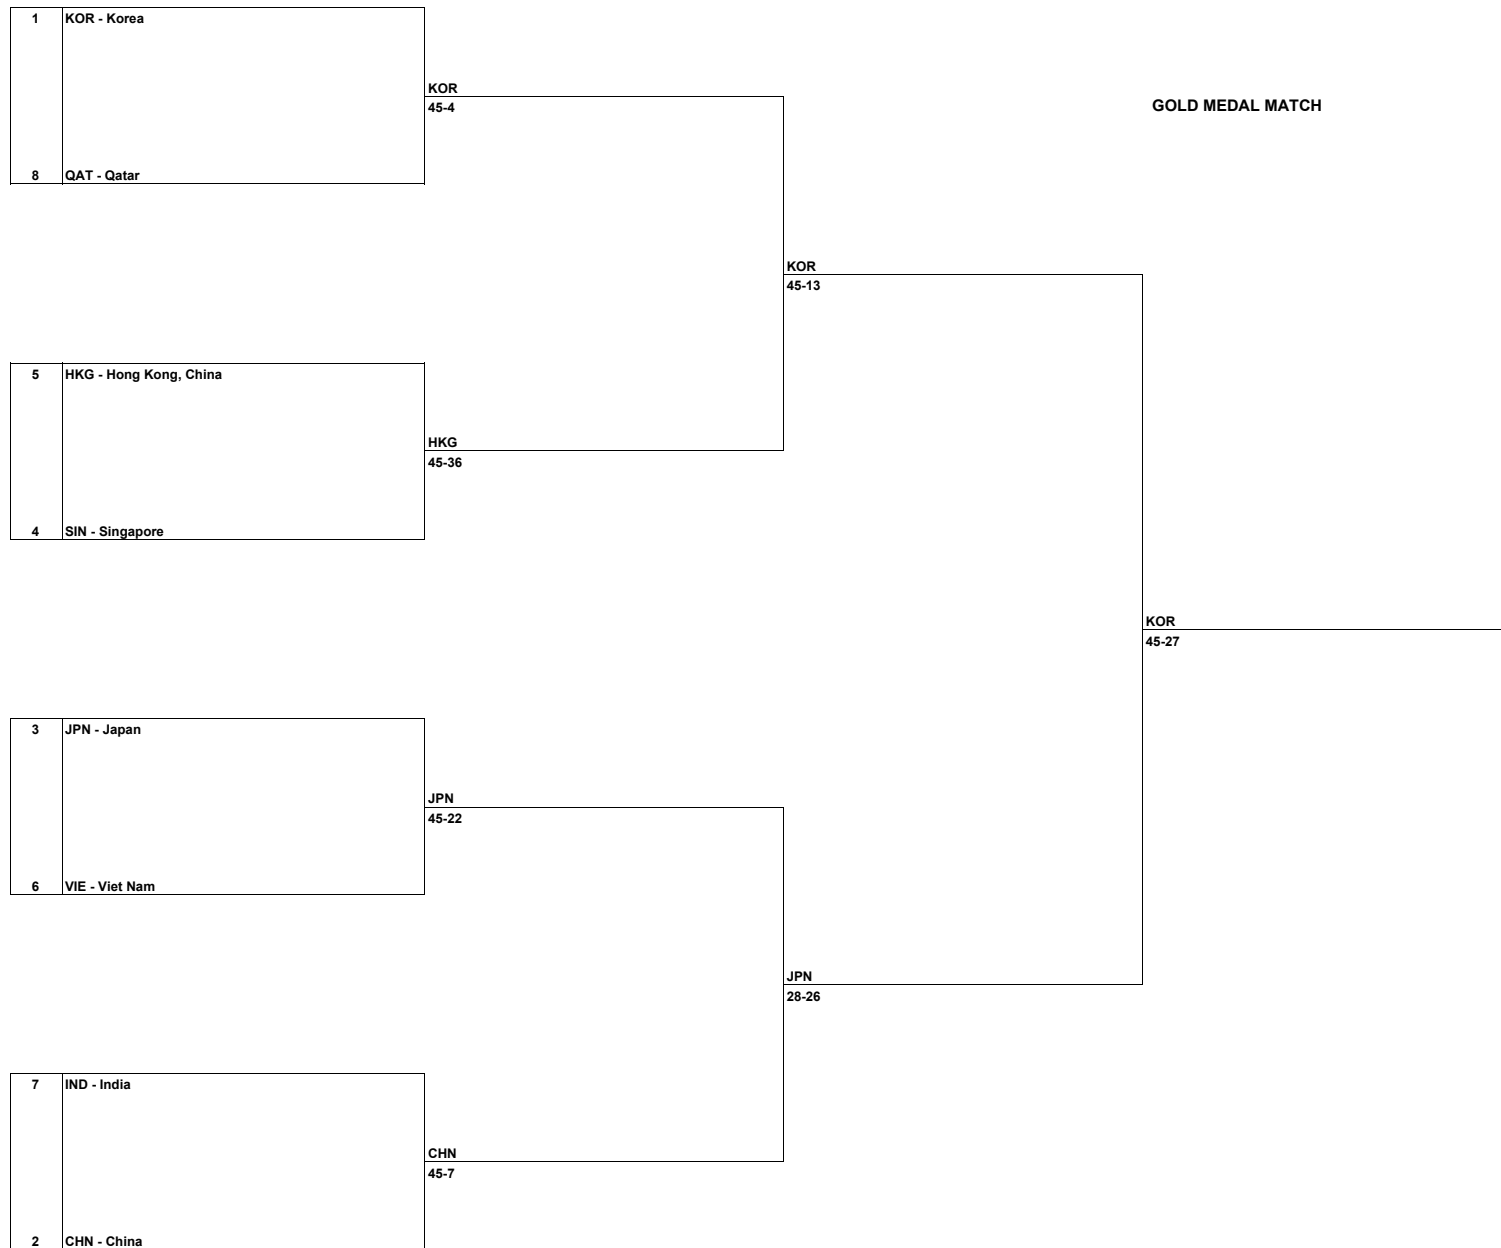 1 KOR - Korea
KOR
45-4
GOLD MEDAL MATCH
8 QAT - Qatar
KOR
45-13
5 HKG - Hong Kong, China
HKG
45-36
4 SIN - Singapore
KOR
45-27
3 JPN - Japan
JPN
45-22
6 VIE - Viet Nam
JPN
28-26
7 IND - India
CHN
45-7
2 CHN - China